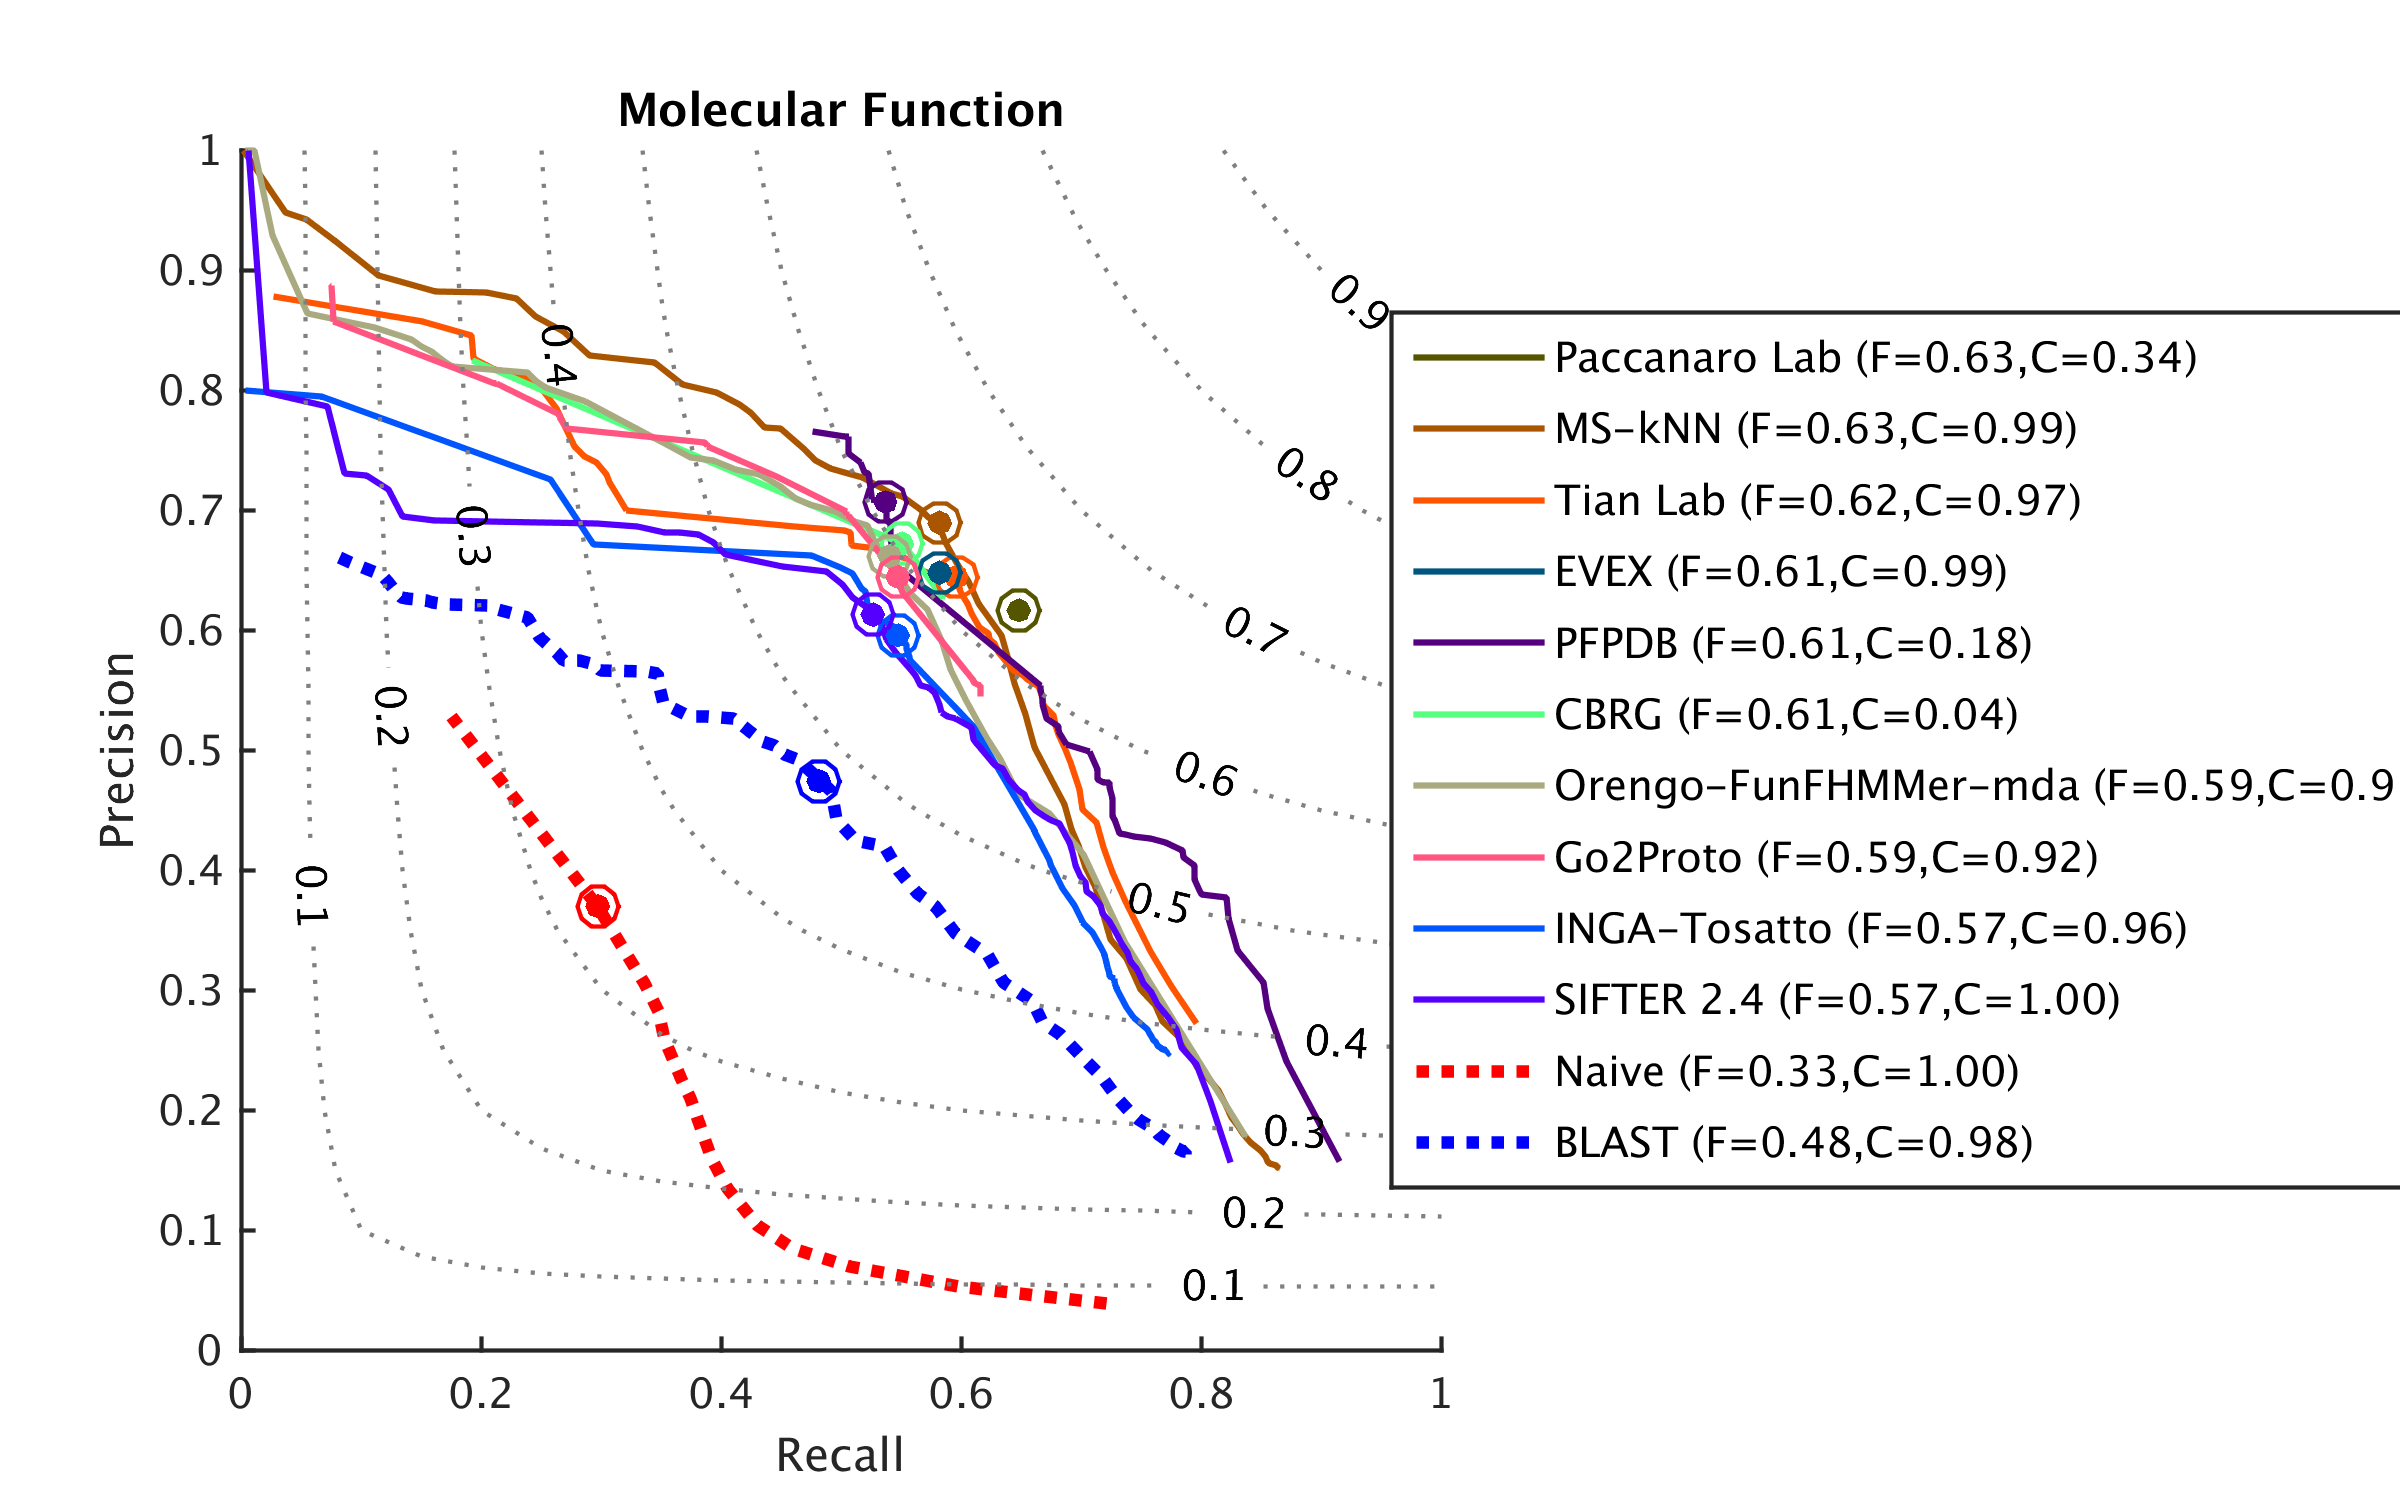 Molecular Function
1
0.9
0.8
0.7
0.6
0.5
0.4
0.3
0.2
0.1
0
Precision
0
0.2
0.4
0.6
0.8
1
Recall
0.1
0.2
0.3
0.4
0.9
0.8
0.7
0.6
0.5
0.4
0.3
0.2
0.1
Paccanaro Lab (F=0.63,C=0.34)
MS-kNN (F=0.63,C=0.99)
Tian Lab (F=0.62,C=0.97)
EVEX (F=0.61,C=0.99)
PFPDB (F=0.61,C=0.18)
CBRG (F=0.61,C=0.04)
Orengo-FunFHMMer-mda (F=0.59,C=0.9
Go2Proto (F=0.59,C=0.92)
INGA-Tosatto (F=0.57,C=0.96)
SIFTER 2.4 (F=0.57,C=1.00)
Naive (F=0.33,C=1.00)
BLAST (F=0.48,C=0.98)